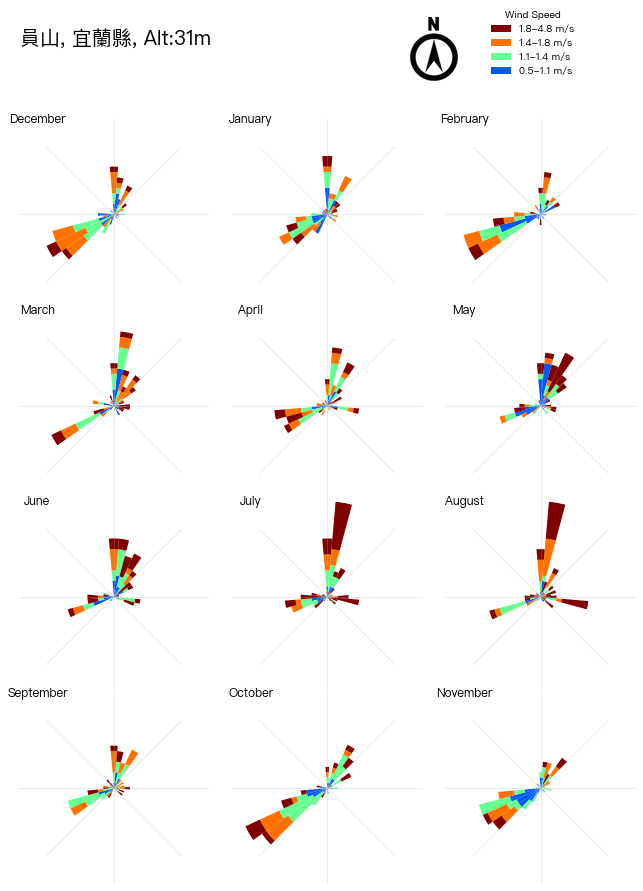 員山, 宜蘭縣, Alt:31m
N
Wind Speed
1.8–4.8 m/s
1.4–1.8 m/s
1.1–1.4 m/s
0.5–1.1 m/s
December
January
February
March
April
May
June
July
August
September
October
November